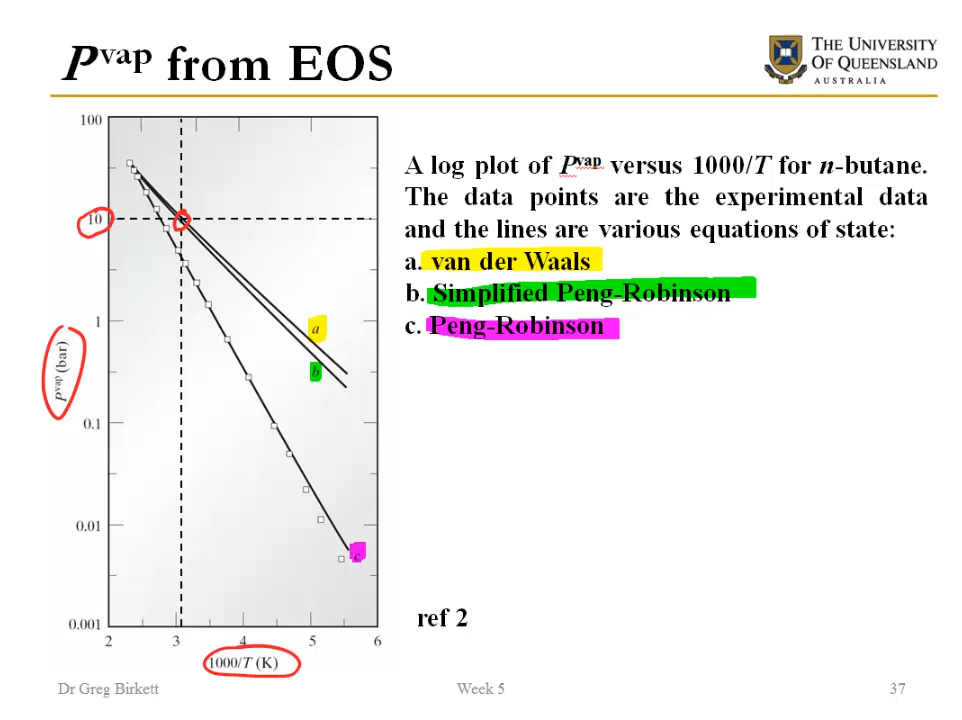 Pvap from EOS
THE UNIVERSITY
OF QUEENSLAND
AUSTRALIA
100
10
1
0.1
0.01
0.001
Pvap (bar)
a
b
c
2 3 4 5 6
1000/T (K)
A log plot of Pvap versus 1000/T for n-butane.
The data points are the experimental data
and the lines are various equations of state:
a. van der Waals
b. Simplified Peng-Robinson
c. Peng-Robinson
ref 2
Dr Greg Birkett Week 5 37